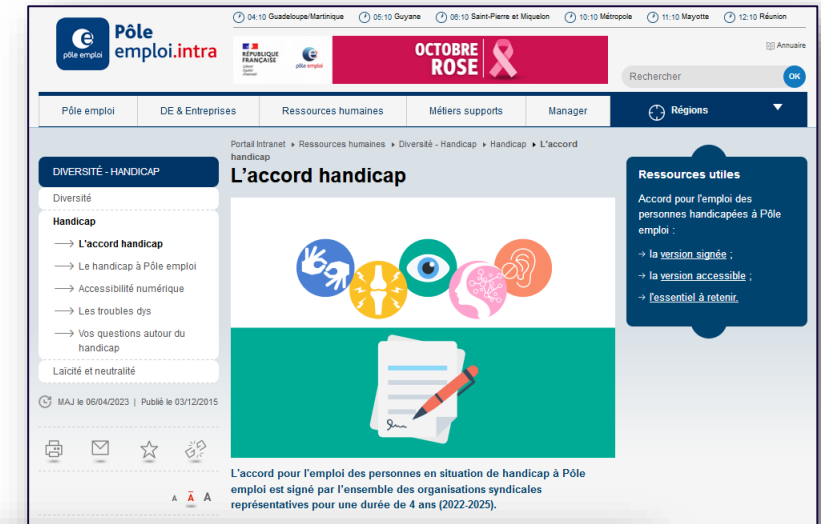 04:10 Guadeloupe/Martinique 05:10 Guyane 06:10 Saint-Pierre et Miquelon 10:10 Métropole 11:10 Mayotte 12:10 Réunion
pôle emploi
Pôle
emploi.intra
RÉPUBLIQUE
FRANÇAISE
pôle emploi
OCTOBRE
ROSE
Annuaire
Rechercher
OK
Pôle emploi DE & Entreprises Ressources humaines Métiers supports Manager Régions
Portail Intranet Ressources humaines Diversité - Handicap Handicap L'accord
handicap
L'accord handicap
DIVERSITÉ - HANDICAP
Diversité
Handicap
L'accord handicap
Le handicap à Pôle emploi
Accessibilité numérique
Les troubles dys
Vos questions autour du
handicap
Laïcité et neutralité
MAJ le 06/04/2023 | Publié le 03/12/2015
A A A
L'accord pour l'emploi des personnes en situation de handicap à Pôle
emploi est signé par l'ensemble des organisations syndicales
représentatives pour une durée de 4 ans (2022-2025).
Ressources utiles
Accord pour l'emploi des
personnes handicapées à Pôle
emploi :
→ la version signée ;
→ la version accessible ;
→ l'essentiel à retenir.